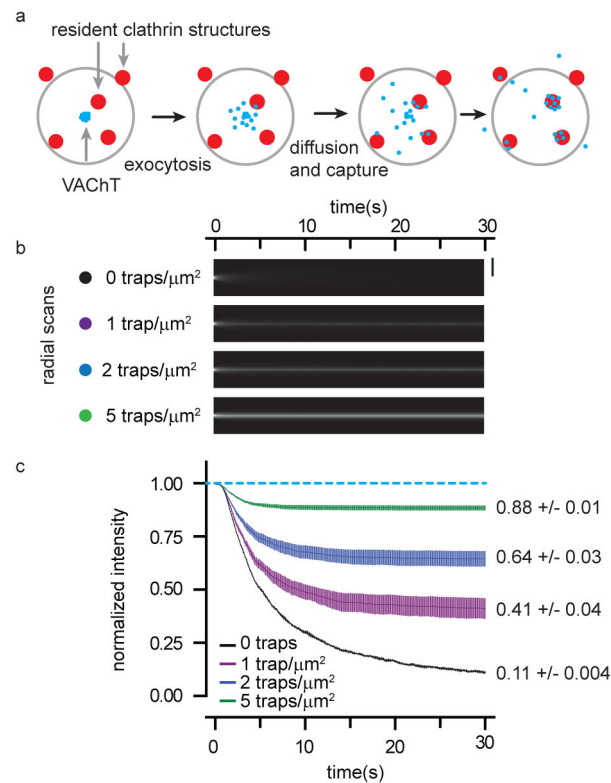 a
resident clathrin structures
exocytosis
diffusion
and capture
VAChT
time(s)
0 10 20 30
b
radial scans
0 traps/μm²
1 trap/μm²
2 traps/μm²
5 traps/μm²
c
normalized intensity
1.00
0.75
0.50
0.25
0.00
0.88 +/- 0.01
0.64 +/- 0.03
0.41 +/- 0.04
0.11 +/- 0.004
0 traps
1 trap/μm²
2 traps/μm²
5 traps/μm²
0 10 20 30
time(s)